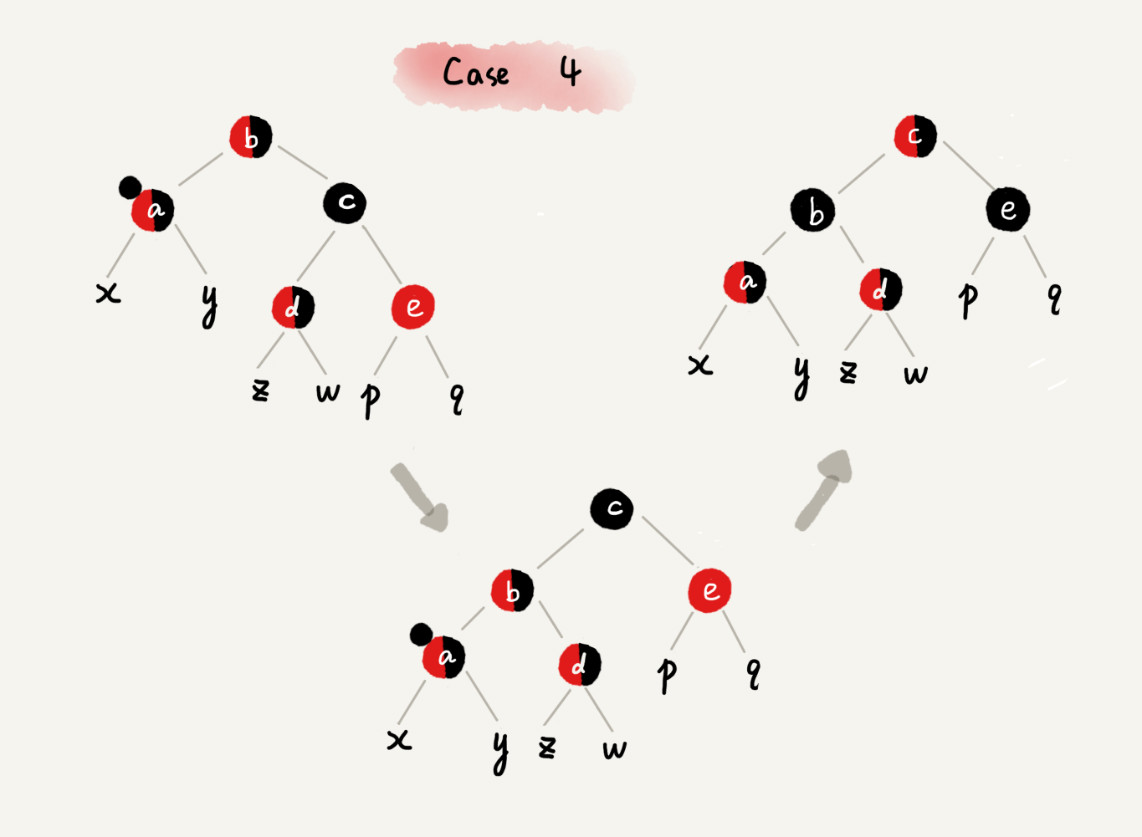 Case 4
b
a c
x y d e
z w p q
c
b e
a d p q
x y z w
c
b e
a d p q
x y z w